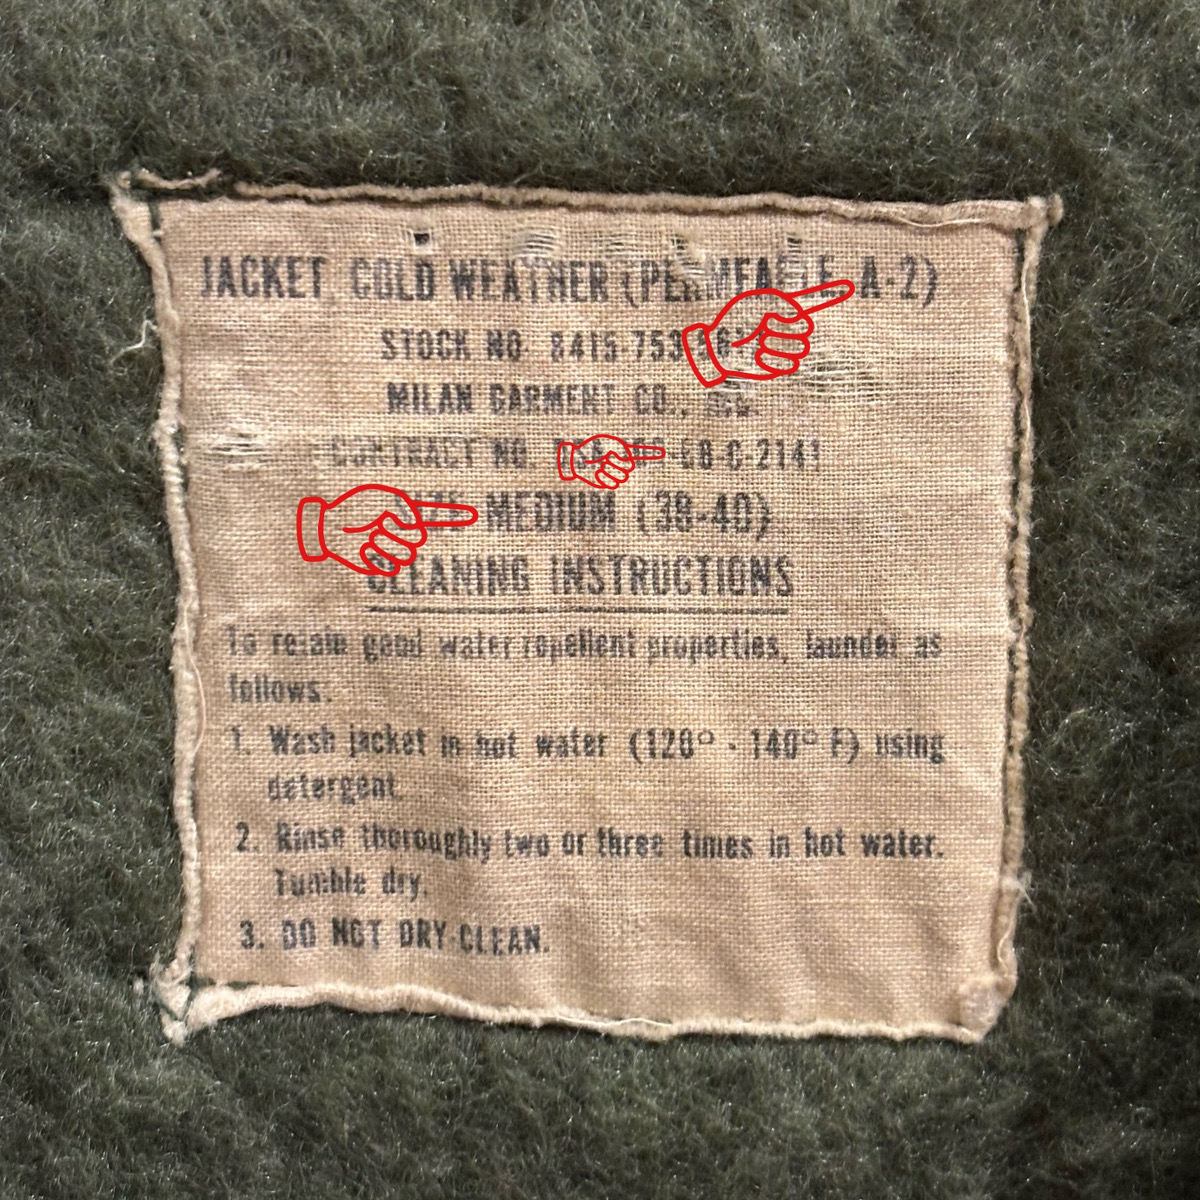 JACKET COLD WEATHER (PERMEABLE A-2)
STOCK NO 8415-753
MILAN GARMENT CO.,
CONTRACT NO. 68-C-2141
MEDIUM (38-40)
CLEANING INSTRUCTIONS
To retain good water repellent properties, launder as
follows.
1. Wash jacket in hot water (120° - 140° F) using
detergent.
2. Rinse thoroughly two or three times in hot water.
Tumble dry.
3. DO NOT DRY-CLEAN.